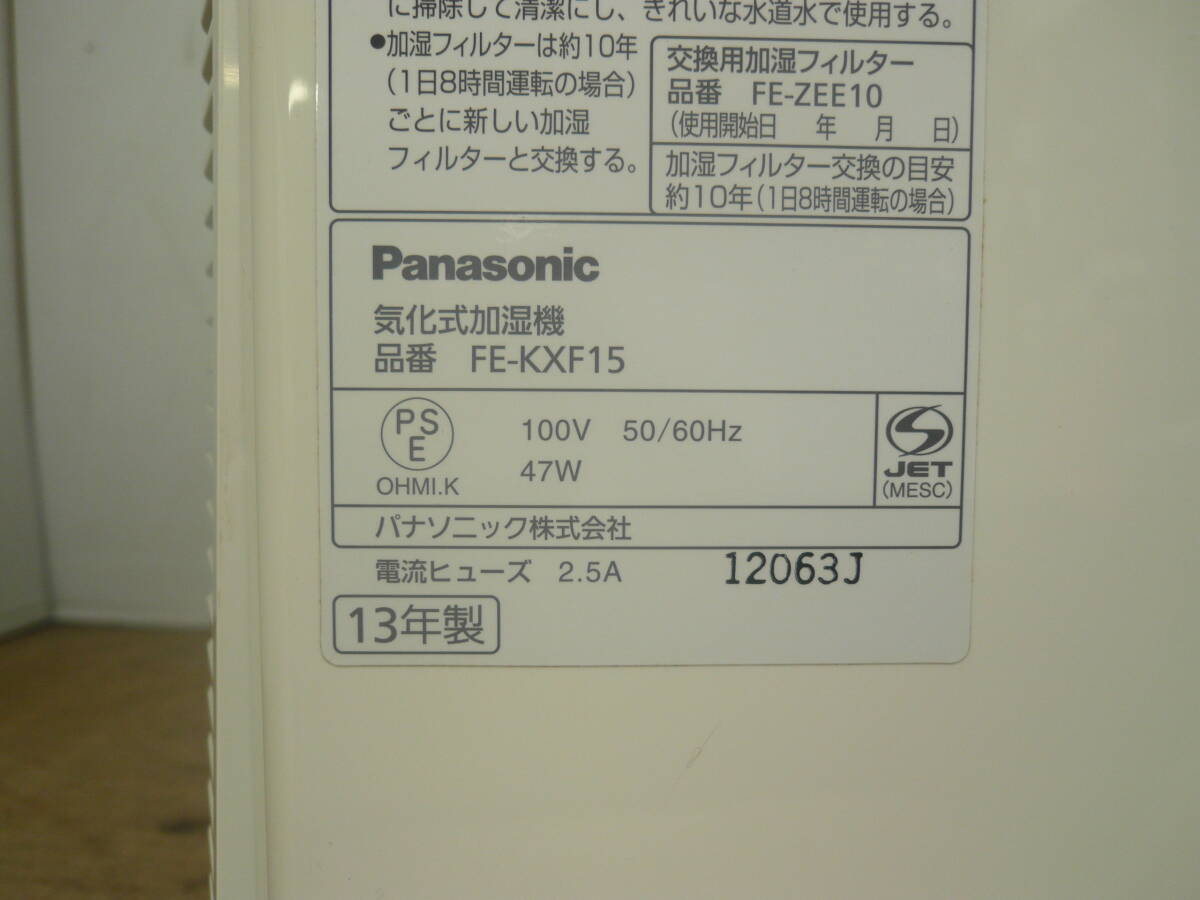 に掃除して清潔にし、きれいな水道水で使用する。
●加湿フィルターは約10年
(1日8時間運転の場合)
ごとに新しい加湿
フィルターと交換する。
交換用加湿フィルター
品番 FE-ZEE10
(使用開始日 年 月 日)
加湿フィルター交換の目安
約10年(1日8時間運転の場合)
Panasonic
気化式加湿機
品番 FE-KXF15
PS
E
OHMI.K
100V 50/60Hz
47W
JET
(MESC)
パナソニック株式会社
電流ヒューズ 2.5A
12063J
13年製